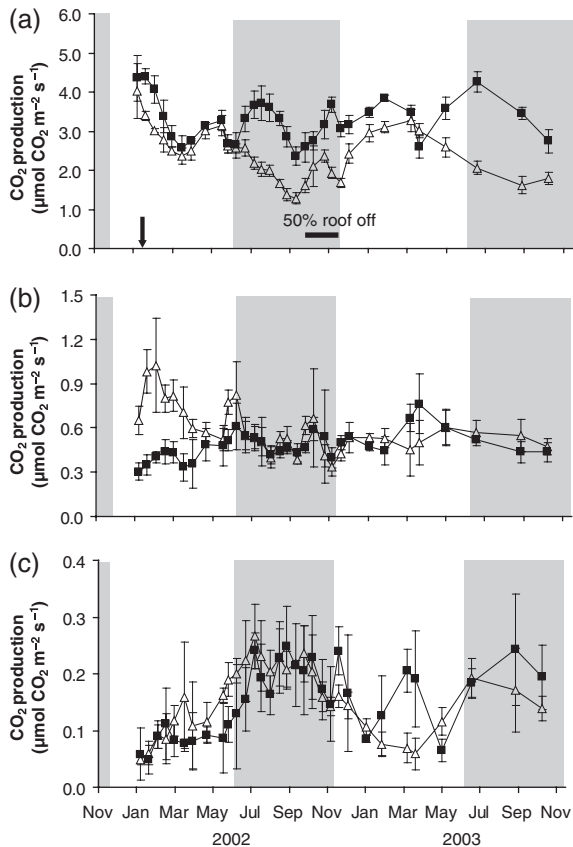 (a)
CO₂ production
(μmol CO₂ m⁻² s⁻¹)
6.0
5.0
4.0
3.0
2.0
1.0
0.0
50% roof off
(b)
CO₂ production
(μmol CO₂ m⁻² s⁻¹)
1.5
1.2
0.9
0.6
0.3
0.0
(c)
CO₂ production
(μmol CO₂ m⁻² s⁻¹)
0.4
0.3
0.2
0.1
0.0
Nov Jan Mar May Jul Sep Nov Jan Mar May Jul Sep Nov
2002 2003